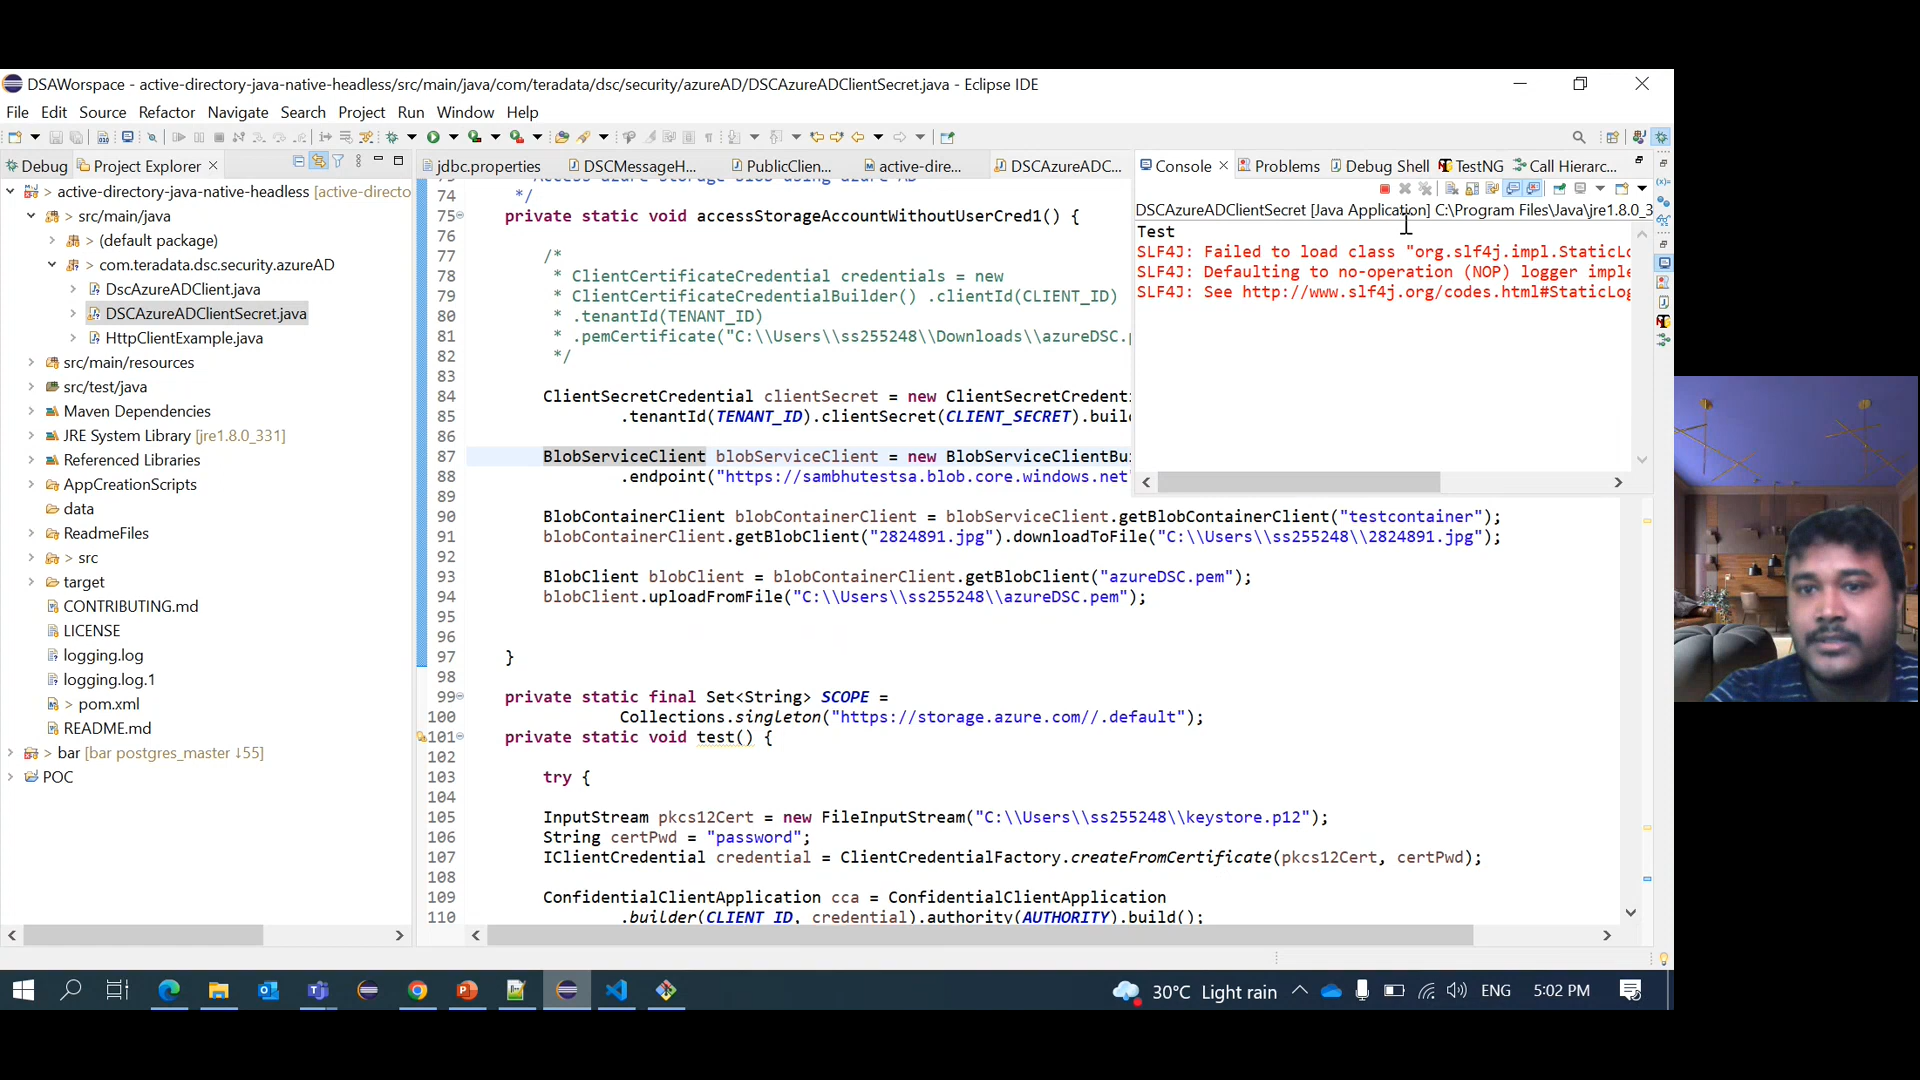 DSAWorspace - active-directory-java-native-headless/src/main/java/com/teradata/dsc/security/azureAD/DSCAzureADClientSecret.java - Eclipse IDE
File Edit Source Refactor Navigate Search Project Run Window Help
Debug Project Explorer
jdbc.properties DSCMessageH... PublicClien... active-dire... DSCAzureADC...
Console Problems Debug Shell TestNG Call Hierarc...
> active-directory-java-native-headless [active-directo
> src/main/java
> (default package)
> com.teradata.dsc.security.azureAD
DscAzureADClient.java
DSCAzureADClientSecret.java
HttpClientExample.java
src/main/resources
src/test/java
Maven Dependencies
JRE System Library [jre1.8.0_331]
Referenced Libraries
AppCreationScripts
data
ReadmeFiles
> src
target
CONTRIBUTING.md
LICENSE
logging.log
logging.log.1
> pom.xml
README.md
> bar [bar postgres_master ↓55]
POC
74 */
75 private static void accessStorageAccountWithoutUserCred1() {
76
77 /*
78 * ClientCertificateCredential credentials = new
79 * ClientCertificateCredentialBuilder() .clientId(CLIENT_ID)
80 * .tenantId(TENANT_ID)
81 * .pemCertificate("C:\\Users\\ss255248\\Downloads\\azureDSC.p
82 */
83
84 ClientSecretCredential clientSecret = new ClientSecretCredent
85 .tenantId(TENANT_ID).clientSecret(CLIENT_SECRET).buil
86
87 BlobServiceClient blobServiceClient = new BlobServiceClientBu
88 .endpoint("https://sambhutestsa.blob.core.windows.net
89
90 BlobContainerClient blobContainerClient = blobServiceClient.getBlobContainerClient("testcontainer");
91 blobContainerClient.getBlobClient("2824891.jpg").downloadToFile("C:\\Users\\ss255248\\2824891.jpg");
92
93 BlobClient blobClient = blobContainerClient.getBlobClient("azureDSC.pem");
94 blobClient.uploadFromFile("C:\\Users\\ss255248\\azureDSC.pem");
95
96
97 }
98
99 private static final Set<String> SCOPE =
100 Collections.singleton("https://storage.azure.com//.default");
101 private static void test() {
102
103 try {
104
105 InputStream pkcs12Cert = new FileInputStream("C:\\Users\\ss255248\\keystore.p12");
106 String certPwd = "password";
107 IClientCredential credential = ClientCredentialFactory.createFromCertificate(pkcs12Cert, certPwd);
108
109 ConfidentialClientApplication cca = ConfidentialClientApplication
110 .builder(CLIENT_ID, credential).authority(AUTHORITY).build();
DSCAzureADClientSecret [Java Application] C:\Program Files\Java\jre1.8.0_3
Test
SLF4J: Failed to load class "org.slf4j.impl.StaticLo
SLF4J: Defaulting to no-operation (NOP) logger imple
SLF4J: See http://www.slf4j.org/codes.html#StaticLog
30°C Light rain ENG 5:02 PM